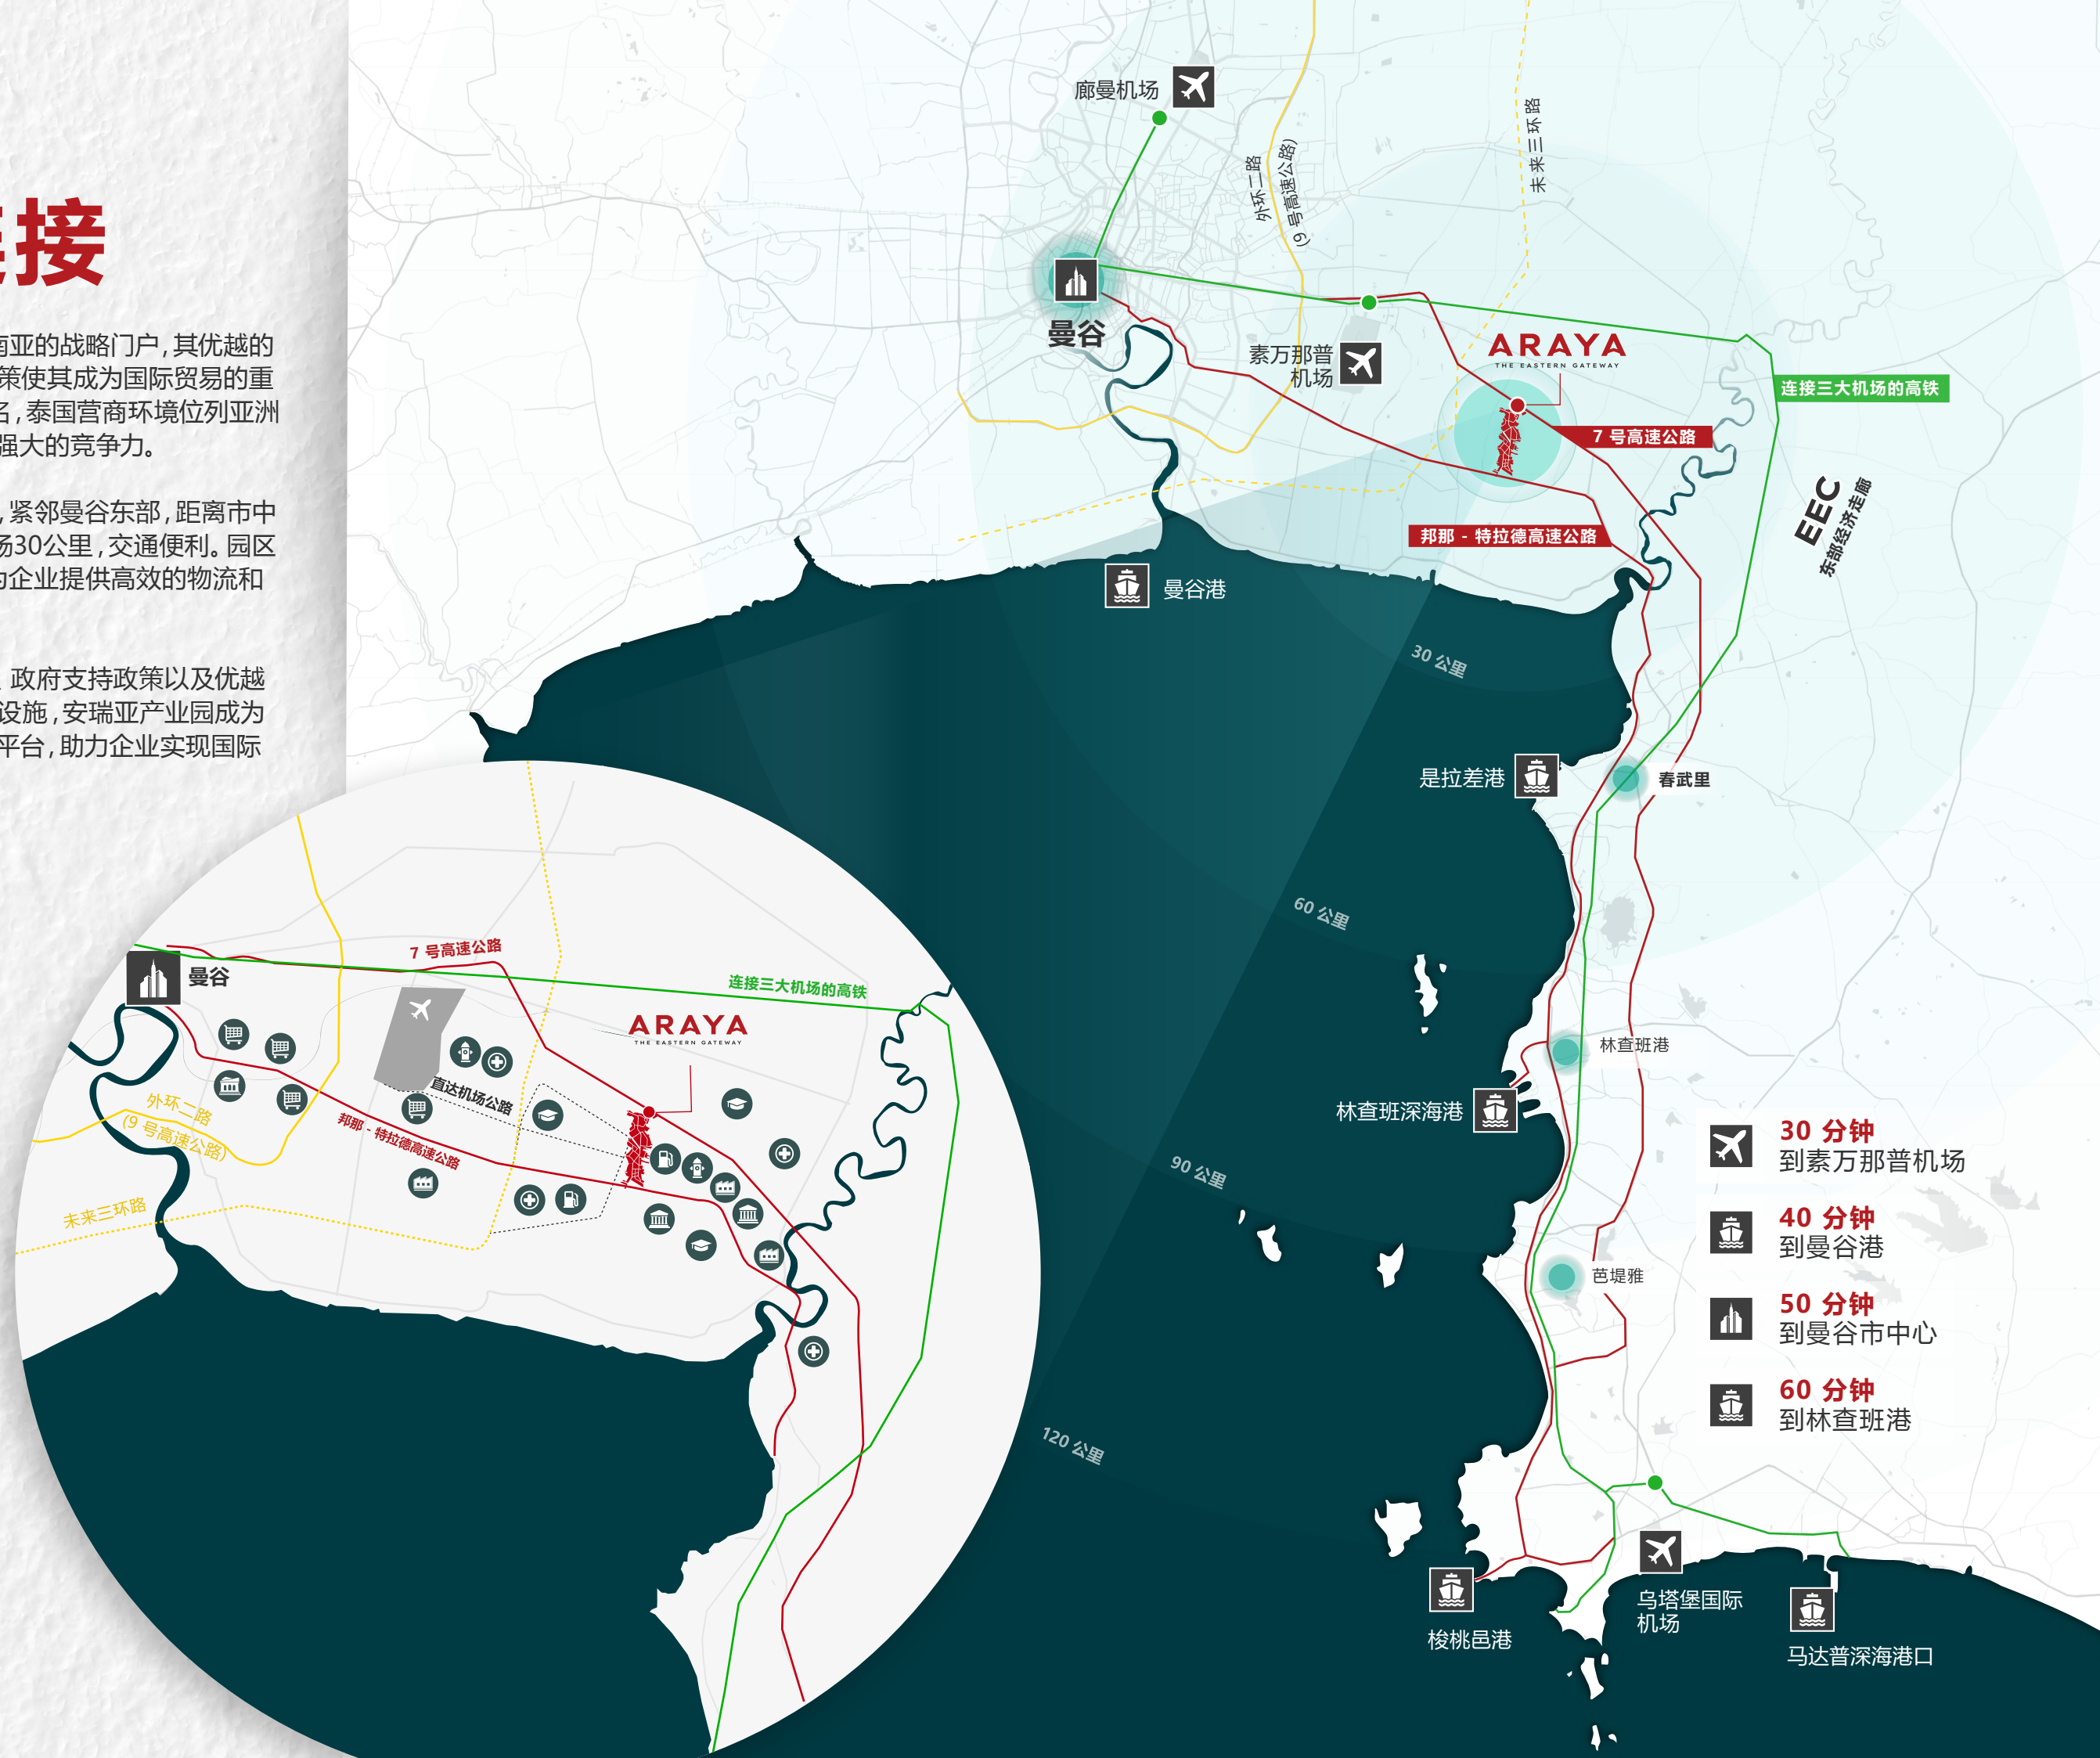 接
南亚的战略门户,其优越的
策使其成为国际贸易的重
名,泰国营商环境位列亚洲
强大的竞争力。
,紧邻曼谷东部,距离市中
场30公里,交通便利。园区
为企业提供高效的物流和
政府支持政策以及优越
设施,安瑞亚产业园成为
平台,助力企业实现国际
廊曼机场
外环二路
(9 号高速公路)
未来三环路
曼谷
素万那普
机场
ARAYA
THE EASTERN GATEWAY
连接三大机场的高铁
7 号高速公路
邦那 - 特拉德高速公路
EEC
东部经济走廊
曼谷港
30 公里
是拉差港
春武里
60 公里
林查班港
林查班深海港
90 公里
芭堤雅
120 公里
30 分钟
到素万那普机场
40 分钟
到曼谷港
50 分钟
到曼谷市中心
60 分钟
到林查班港
梭桃邑港
乌塔堡国际
机场
马达普深海港口
7 号高速公路
曼谷
连接三大机场的高铁
ARAYA
THE EASTERN GATEWAY
直达机场公路
外环二路
(9 号高速公路)
邦那 - 特拉德高速公路
未来三环路